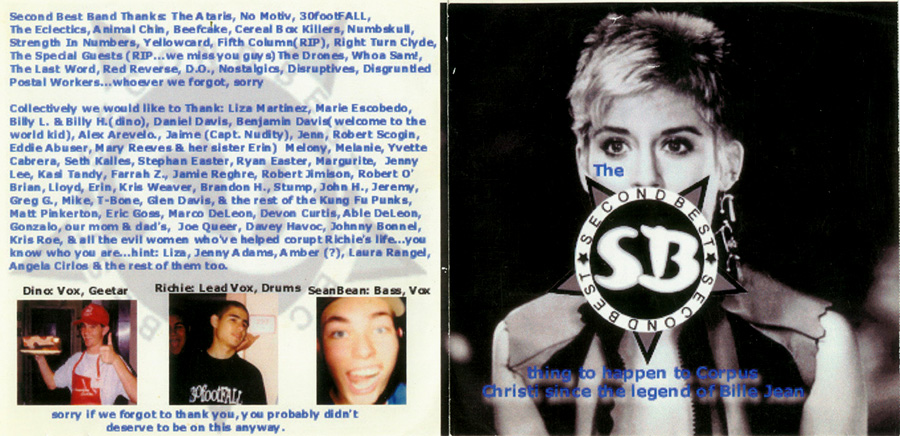 Second Best Band Thanks: The Ataris, No Motiv, 30footFALL,
The Eclectics, Animal Chin, Beefcake, Cereal Box Killers, Numbskull,
Strength In Numbers, Yellowcard, Fifth Column(RIP), Right Turn Clyde,
The Special Guests (RIP...we miss you guys) The Drones, Whoa Sam!,
The Last Word, Red Reverse, D.O., Nostalgics, Disruptives, Disgruntled
Postal Workers...whoever we forgot, sorry
Collectively we would like to Thank: Liza Martinez, Marie Escobedo,
Billy L. & Billy H.(dino), Daniel Davis, Benjamin Davis(welcome to the
world kid), Alex Arevelo., Jaime (Capt. Nudity), Jenn, Robert Scogin,
Eddie Abuser, Mary Reeves & her sister Erin) Melony, Melanie, Yvette
Cabrera, Seth Kalles, Stephan Easter, Ryan Easter, Margurite, Jenny
Lee, Kasi Tandy, Farrah Z., Jamie Reghre, Robert Jimison, Robert O'
Brian, Lloyd, Erin, Kris Weaver, Brandon H., Stump, John H., Jeremy,
Greg G., Mike, T-Bone, Glen Davis, & the rest of the Kung Fu Punks,
Matt Pinkerton, Eric Goss, Marco DeLeon, Devon Curtis, Able DeLeon,
Gonzalo, our mom & dad's, Joe Queer, Davey Havoc, Johnny Bonnel,
Kris Roe, & all the evil women who've helped corupt Richie's life...you
know who you are...hint: Liza, Jenny Adams, Amber (?), Laura Rangel,
Angela Cirlos & the rest of them too.
Dino: Vox, Geetar
Richie: Lead Vox, Drums
SeanBean: Bass, Vox
30footFALL
sorry if we forgot to thank you, you probably didn't
deserve to be on this anyway.
The
SECOND BEST
SB
SECOND BEST
thing to happen to Corpus
Christi since the legend of Billie Jean